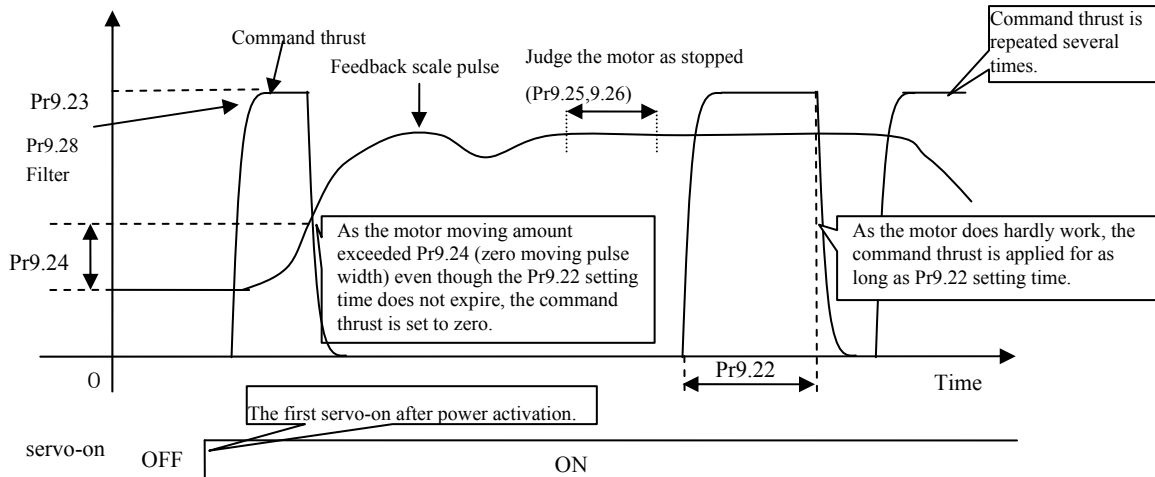 Command thrust
Feedback scale pulse
Judge the motor as stopped
(Pr9.25,9.26)
Command thrust is
repeated several
times.
Pr9.23
Pr9.28
Filter
Pr9.24
As the motor moving amount
exceeded Pr9.24 (zero moving pulse
width) even though the Pr9.22 setting
time does not expire, the command
thrust is set to zero.
As the motor does hardly work, the
command thrust is applied for as
long as Pr9.22 setting time.
O
Pr9.22
Time
The first servo-on after power activation.
servo-on
OFF
ON